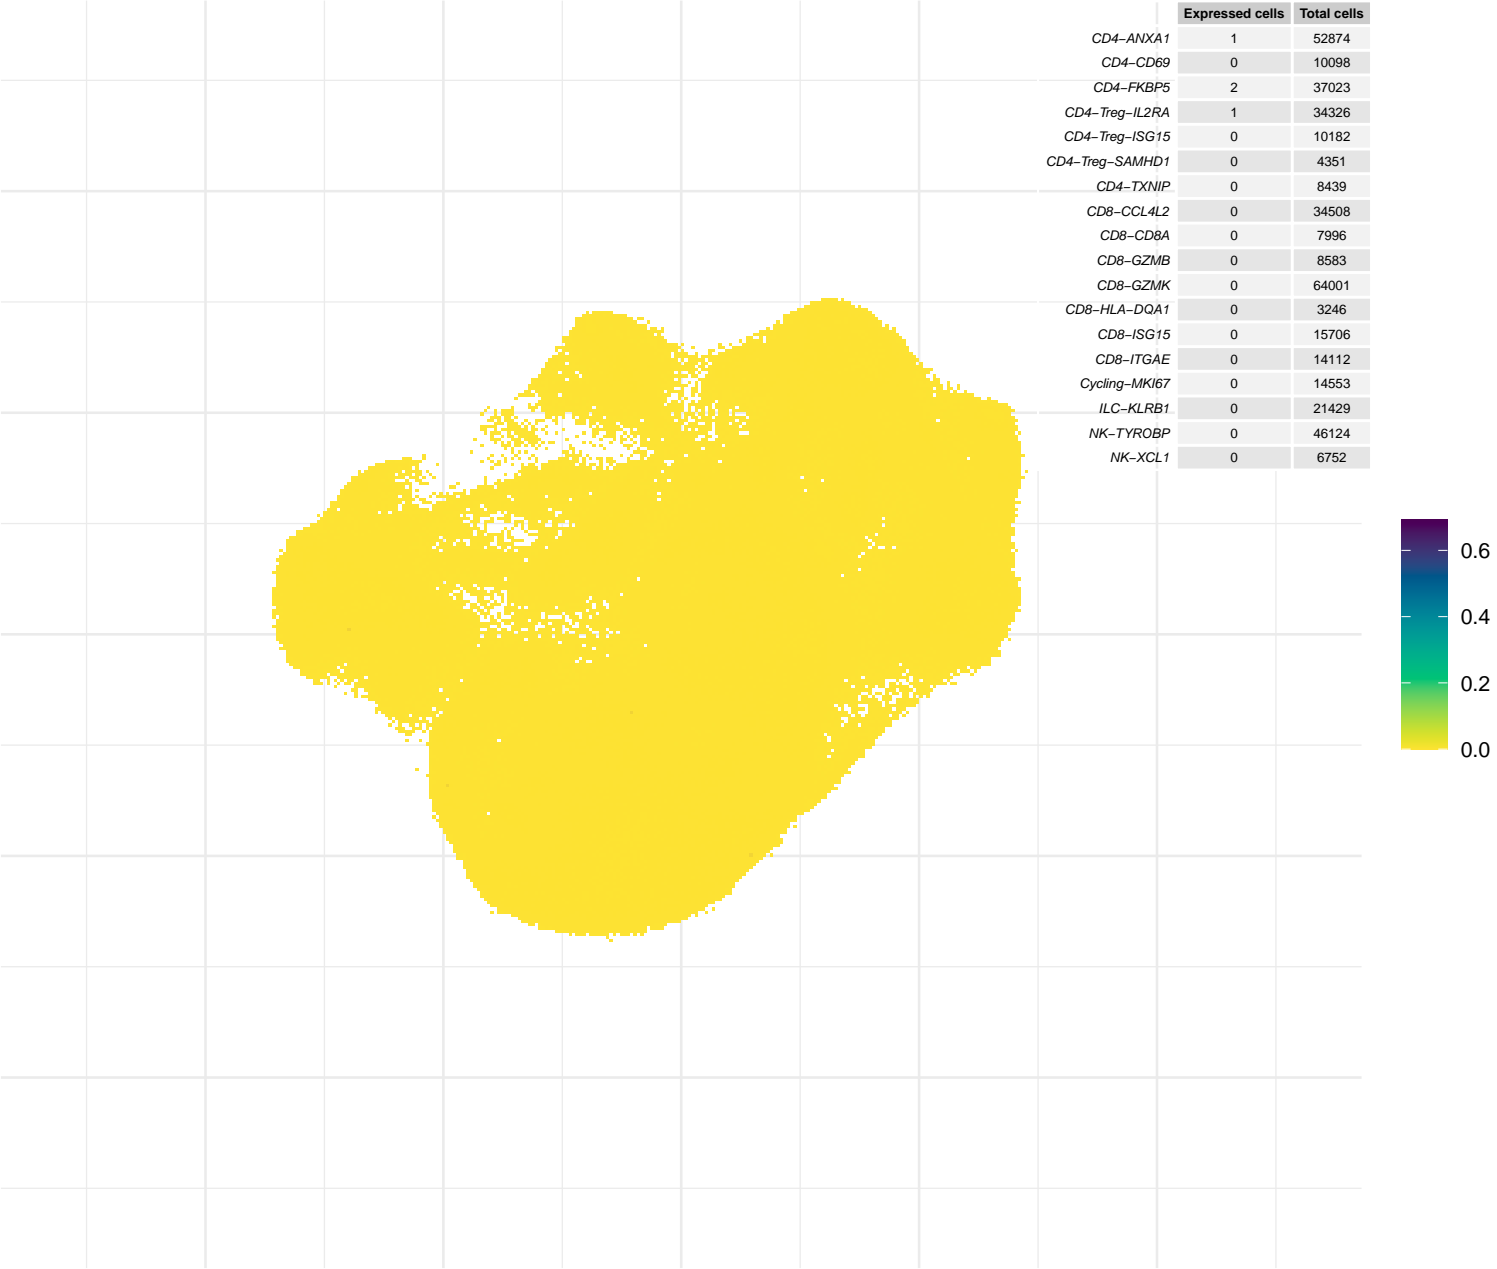 Expressed cells Total cells
CD4−ANXA1 1 52874
CD4−CD69 0 10098
CD4−FKBP5 2 37023
CD4−Treg−IL2RA 1 34326
CD4−Treg−ISG15 0 10182
CD4−Treg−SAMHD1 0 4351
CD4−TXNIP 0 8439
CD8−CCL4L2 0 34508
CD8−CD8A 0 7996
CD8−GZMB 0 8583
CD8−GZMK 0 64001
CD8−HLA−DQA1 0 3246
CD8−ISG15 0 15706
CD8−ITGAE 0 14112
Cycling−MKI67 0 14553
ILC−KLRB1 0 21429
NK−TYROBP 0 46124
NK−XCL1 0 6752
0.6
0.4
0.2
0.0